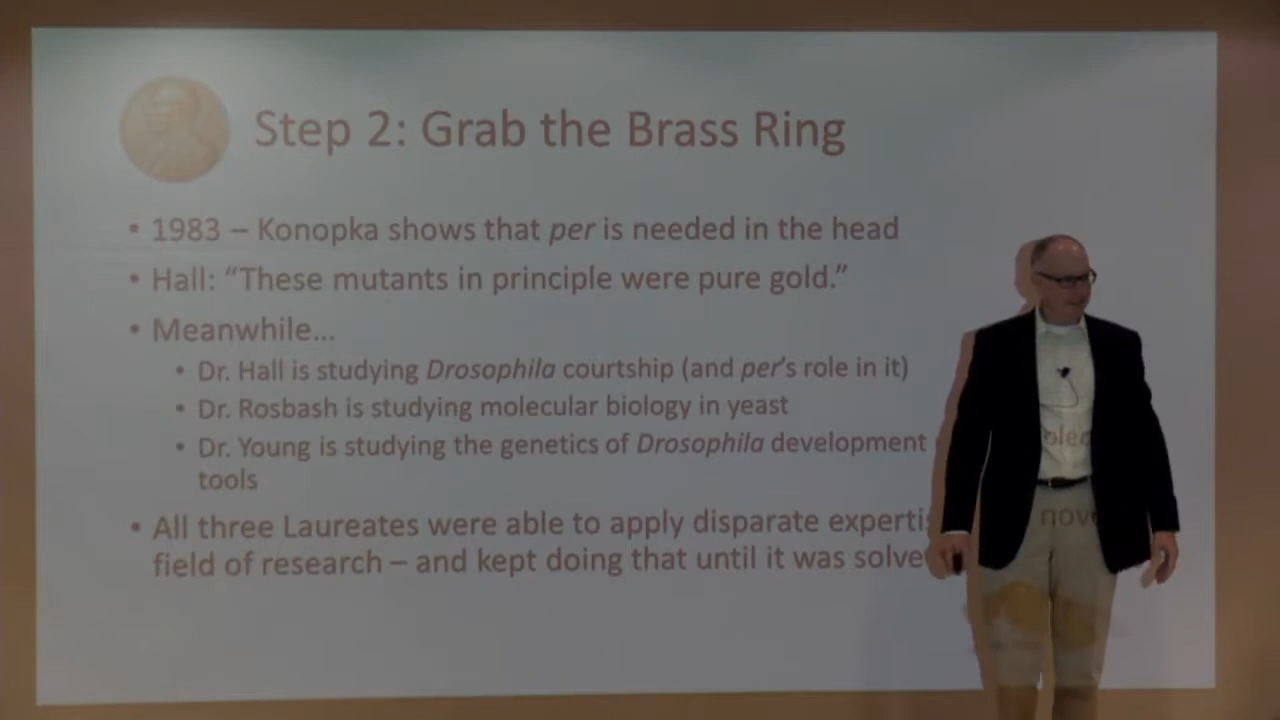 Step 2: Grab the Brass Ring
• 1983 – Konopka shows that per is needed in the head
• Hall: “These mutants in principle were pure gold.”
• Meanwhile...
• Dr. Hall is studying Drosophila courtship (and per’s role in it)
• Dr. Rosbash is studying molecular biology in yeast
• Dr. Young is studying the genetics of Drosophila development
tools
• All three Laureates were able to apply disparate
field of research – and kept doing that until it was